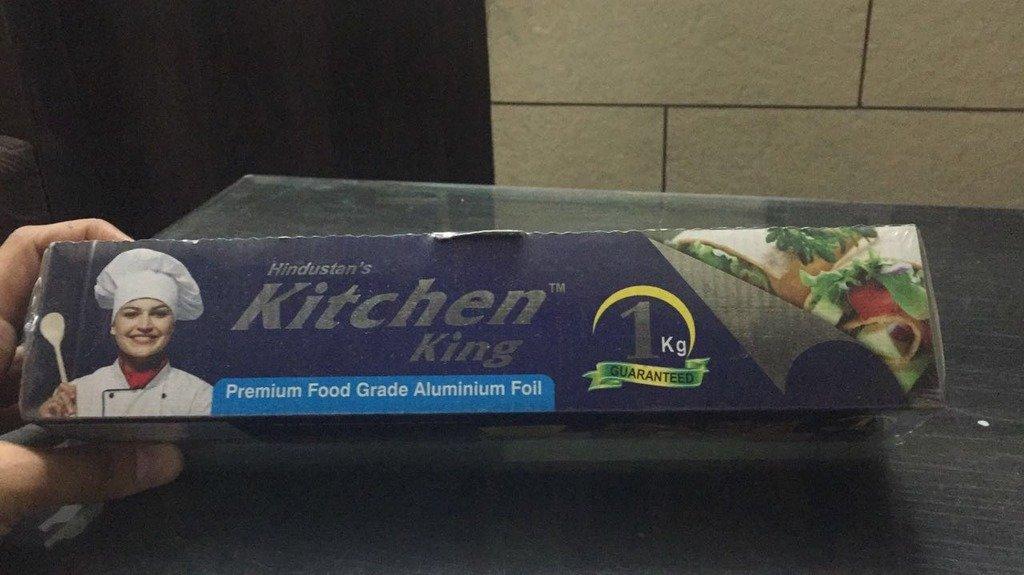 Hindustan's
Kitchen™
King
Premium Food Grade Aluminium Foil
1
Kg
GUARANTEED